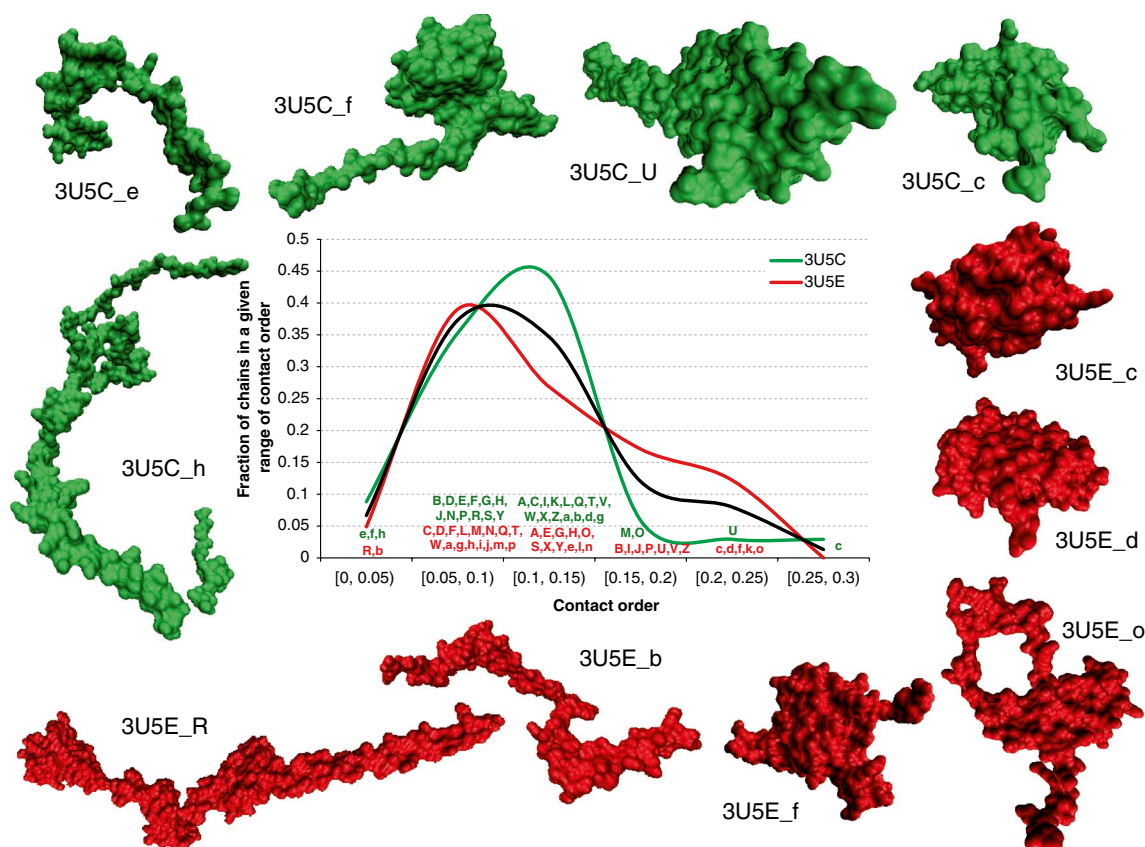 3U5C_e
3U5C_f
3U5C_U
3U5C_c
3U5C_h
3U5E_c
3U5E_d
3U5E_o
3U5E_b
3U5E_R
3U5E_f
Fraction of chains in a given
range of contact order
0.5
0.45
0.4
0.35
0.3
0.25
0.2
0.15
0.1
0.05
0
3U5C
3U5E
e,f,h
R,b
B,D,E,F,G,H,
J,N,P,R,S,Y
C,D,F,L,M,N,Q,T,
W,a,g,h,i,j,m,p
A,C,I,K,L,Q,T,V,
W,X,Z,a,b,d,g
A,E,G,H,O,
S,X,Y,e,l,n
M,O
B,I,J,P,U,V,Z
U
c,d,f,k,o
c
[0, 0.05)
[0.05, 0.1)
[0.1, 0.15)
[0.15, 0.2)
[0.2, 0.25)
[0.25, 0.3)
Contact order